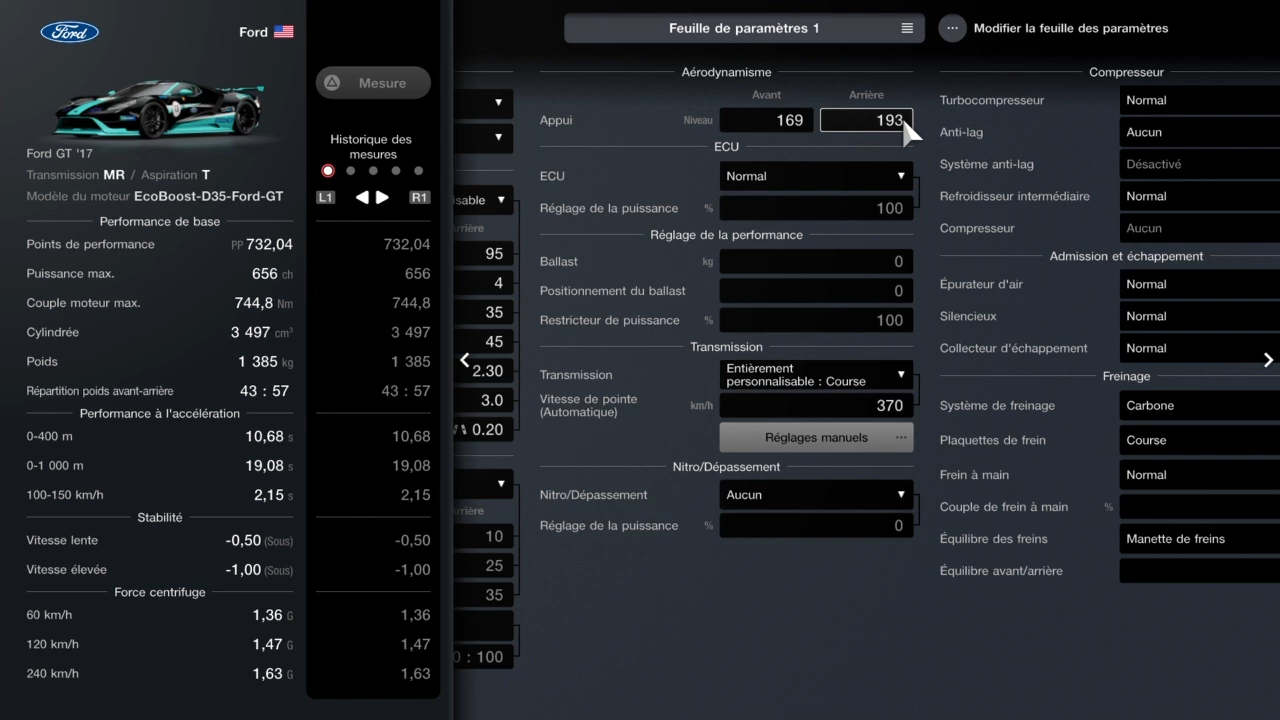 Ford
Ford
Ford GT '17
Transmission MR / Aspiration T
Modèle du moteur EcoBoost-D35-Ford-GT
Performance de base
Points de performance PP 732,04
Puissance max. 656 ch
Couple moteur max. 744,8 Nm
Cylindrée 3 497 cm³
Poids 1 385 kg
Répartition poids avant-arrière 43 : 57
Performance à l'accélération
0-400 m 10,68 s
0-1 000 m 19,08 s
100-150 km/h 2,15 s
Stabilité
Vitesse lente -0,50 (Sous)
Vitesse élevée -1,00 (Sous)
Force centrifuge
60 km/h 1,36 G
120 km/h 1,47 G
240 km/h 1,63 G
Mesure
Historique des
mesures
L1 R1
732,04
656
744,8
3 497
1 385
43 : 57
10,68
19,08
2,15
-0,50
-1,00
1,36
1,47
1,63
Feuille de paramètres 1
Modifier la feuille des paramètres
95
4
35
45
2.30
3.0
0.20
10
25
35
: 100
Aérodynamisme
Avant Arrière
Appui Niveau 169 193
ECU
ECU Normal
Réglage de la puissance % 100
Réglage de la performance
Ballast kg 0
Positionnement du ballast 0
Restricteur de puissance % 100
Transmission
Transmission Entièrement
personnalisable : Course
Vitesse de pointe
(Automatique) km/h 370
Réglages manuels
Nitro/Dépassement
Nitro/Dépassement Aucun
Réglage de la puissance % 0
Compresseur
Turbocompresseur Normal
Anti-lag Aucun
Système anti-lag Désactivé
Refroidisseur intermédiaire Normal
Compresseur Aucun
Admission et échappement
Épurateur d'air Normal
Silencieux Normal
Collecteur d'échappement Normal
Freinage
Système de freinage Carbone
Plaquettes de frein Course
Frein à main Normal
Couple de frein à main %
Équilibre des freins Manette de freins
Équilibre avant/arrière